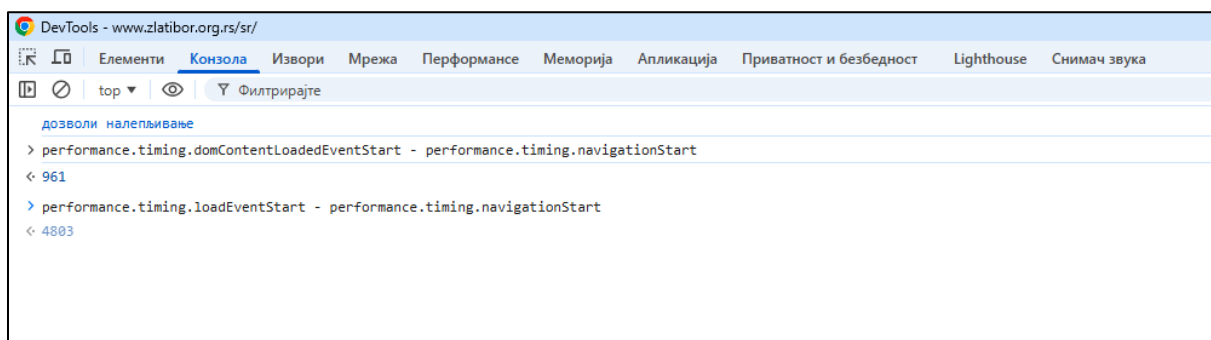 DevTools - www.zlatibor.org.rs/sr/
Елементи Конзола Извори Мрежа Перформансе Меморија Апликација Приватност и безбедност Lighthouse Снимач звука
top Филтрирајте
дозволи налепљивање
> performance.timing.domContentLoadedEventStart - performance.timing.navigationStart
961
> performance.timing.loadEventStart - performance.timing.navigationStart
4803